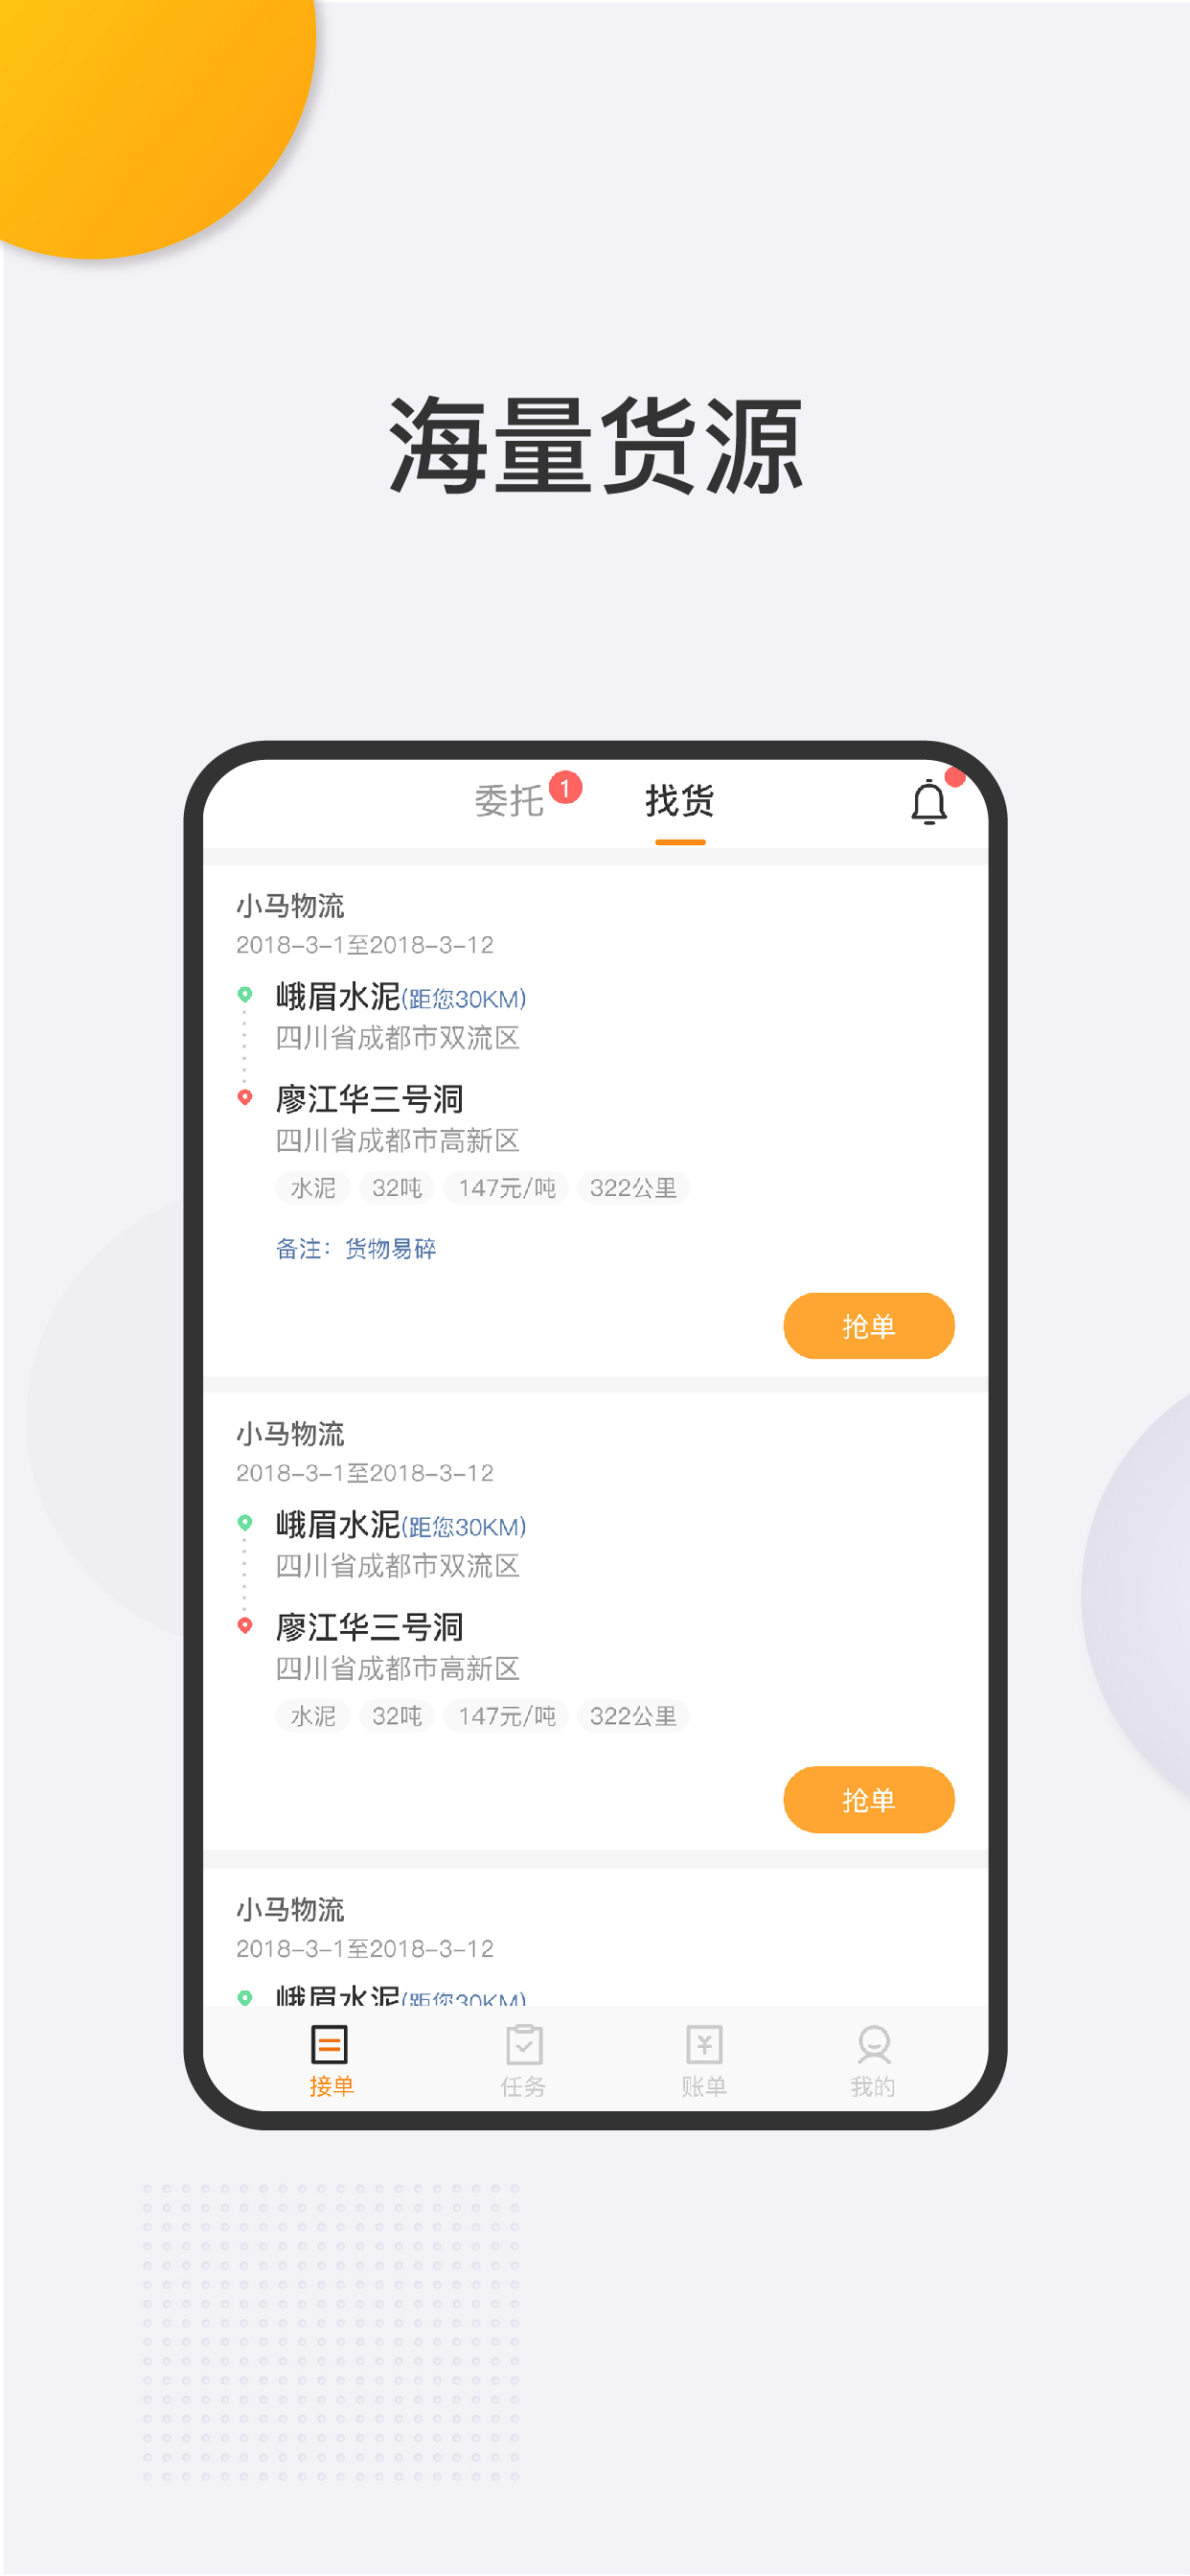 海量货源
委托 1 找货
小马物流
2018-3-1至2018-3-12
峨眉水泥(距您30KM)
四川省成都市双流区
廖江华三号洞
四川省成都市高新区
水泥 32吨 147元/吨 322公里
备注：货物易碎
抢单
小马物流
2018-3-1至2018-3-12
峨眉水泥(距您30KM)
四川省成都市双流区
廖江华三号洞
四川省成都市高新区
水泥 32吨 147元/吨 322公里
抢单
小马物流
2018-3-1至2018-3-12
峨眉水泥(距您30KM)
接单 任务 账单 我的